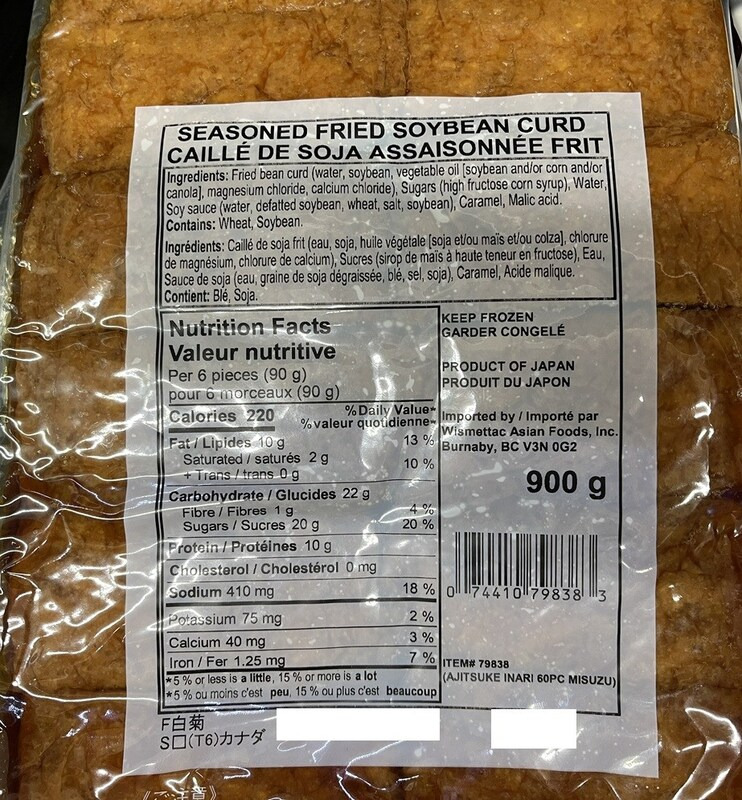 SEASONED FRIED SOYBEAN CURD
CAILLÉ DE SOJA ASSAISONNÉE FRIT
Ingredients: Fried bean curd (water, soybean, vegetable oil [soybean and/or corn and/or
canola], magnesium chloride, calcium chloride), Sugars (high fructose corn syrup), Water,
Soy sauce (water, defatted soybean, wheat, salt, soybean), Caramel, Malic acid.
Contains: Wheat, Soybean.
Ingrédients: Caillé de soja frit (eau, soja, huile végétale [soja et/ou maïs et/ou colza], chlorure
de magnésium, chlorure de calcium), Sucres (sirop de maïs à haute teneur en fructose), Eau,
Sauce de soja (eau, graine de soja dégraissée, blé, sel, soja), Caramel, Acide malique.
Contient: Blé, Soja.
Nutrition Facts
Valeur nutritive
Per 6 pieces (90 g)
pour 6 morceaux (90 g)
Calories 220
% Daily Value*
% valeur quotidienne*
Fat / Lipides 10 g 13 %
Saturated / saturés 2 g
+ Trans / trans 0 g
10 %
Carbohydrate / Glucides 22 g
Fibre / Fibres 1 g 4 %
Sugars / Sucres 20 g 20 %
Protein / Protéines 10 g
Cholesterol / Cholestérol 0 mg
Sodium 410 mg 18 %
Potassium 75 mg 2 %
Calcium 40 mg 3 %
Iron / Fer 1.25 mg 7 %
*5 % or less is a little, 15 % or more is a lot
*5 % ou moins c'est peu, 15 % ou plus c'est beaucoup
KEEP FROZEN
GARDER CONGELÉ
PRODUCT OF JAPAN
PRODUIT DU JAPON
Imported by / Importé par
Wismettac Asian Foods, Inc.
Burnaby, BC V3N 0G2
900 g
0 74410 79838 3
ITEM# 79838
(AJITSUKE INARI 60PC MISUZU)
F白菊
S□(T6)カナダ